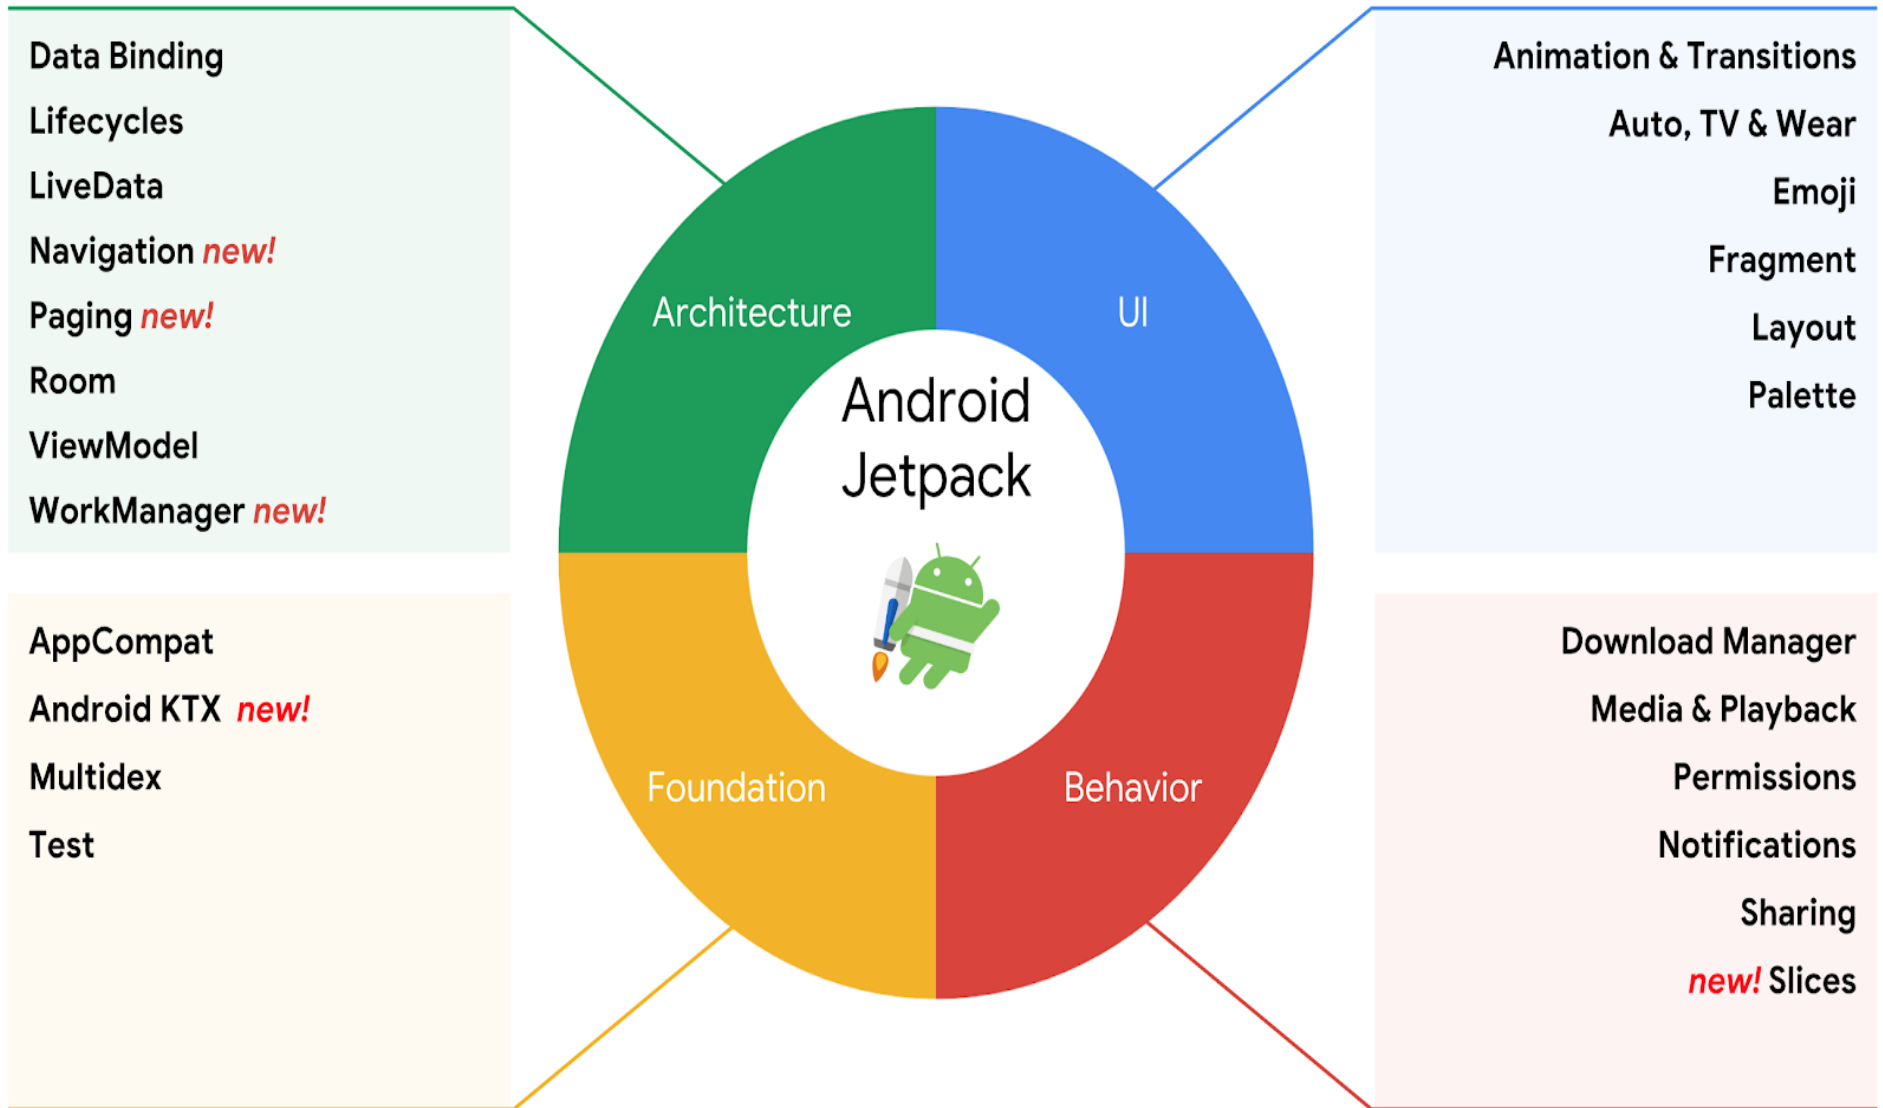 Data Binding
Lifecycles
LiveData
Navigation new!
Paging new!
Room
ViewModel
WorkManager new!
AppCompat
Android KTX new!
Multidex
Test
Architecture
UI
Android
Jetpack
Foundation
Behavior
Animation & Transitions
Auto, TV & Wear
Emoji
Fragment
Layout
Palette
Download Manager
Media & Playback
Permissions
Notifications
Sharing
new! Slices